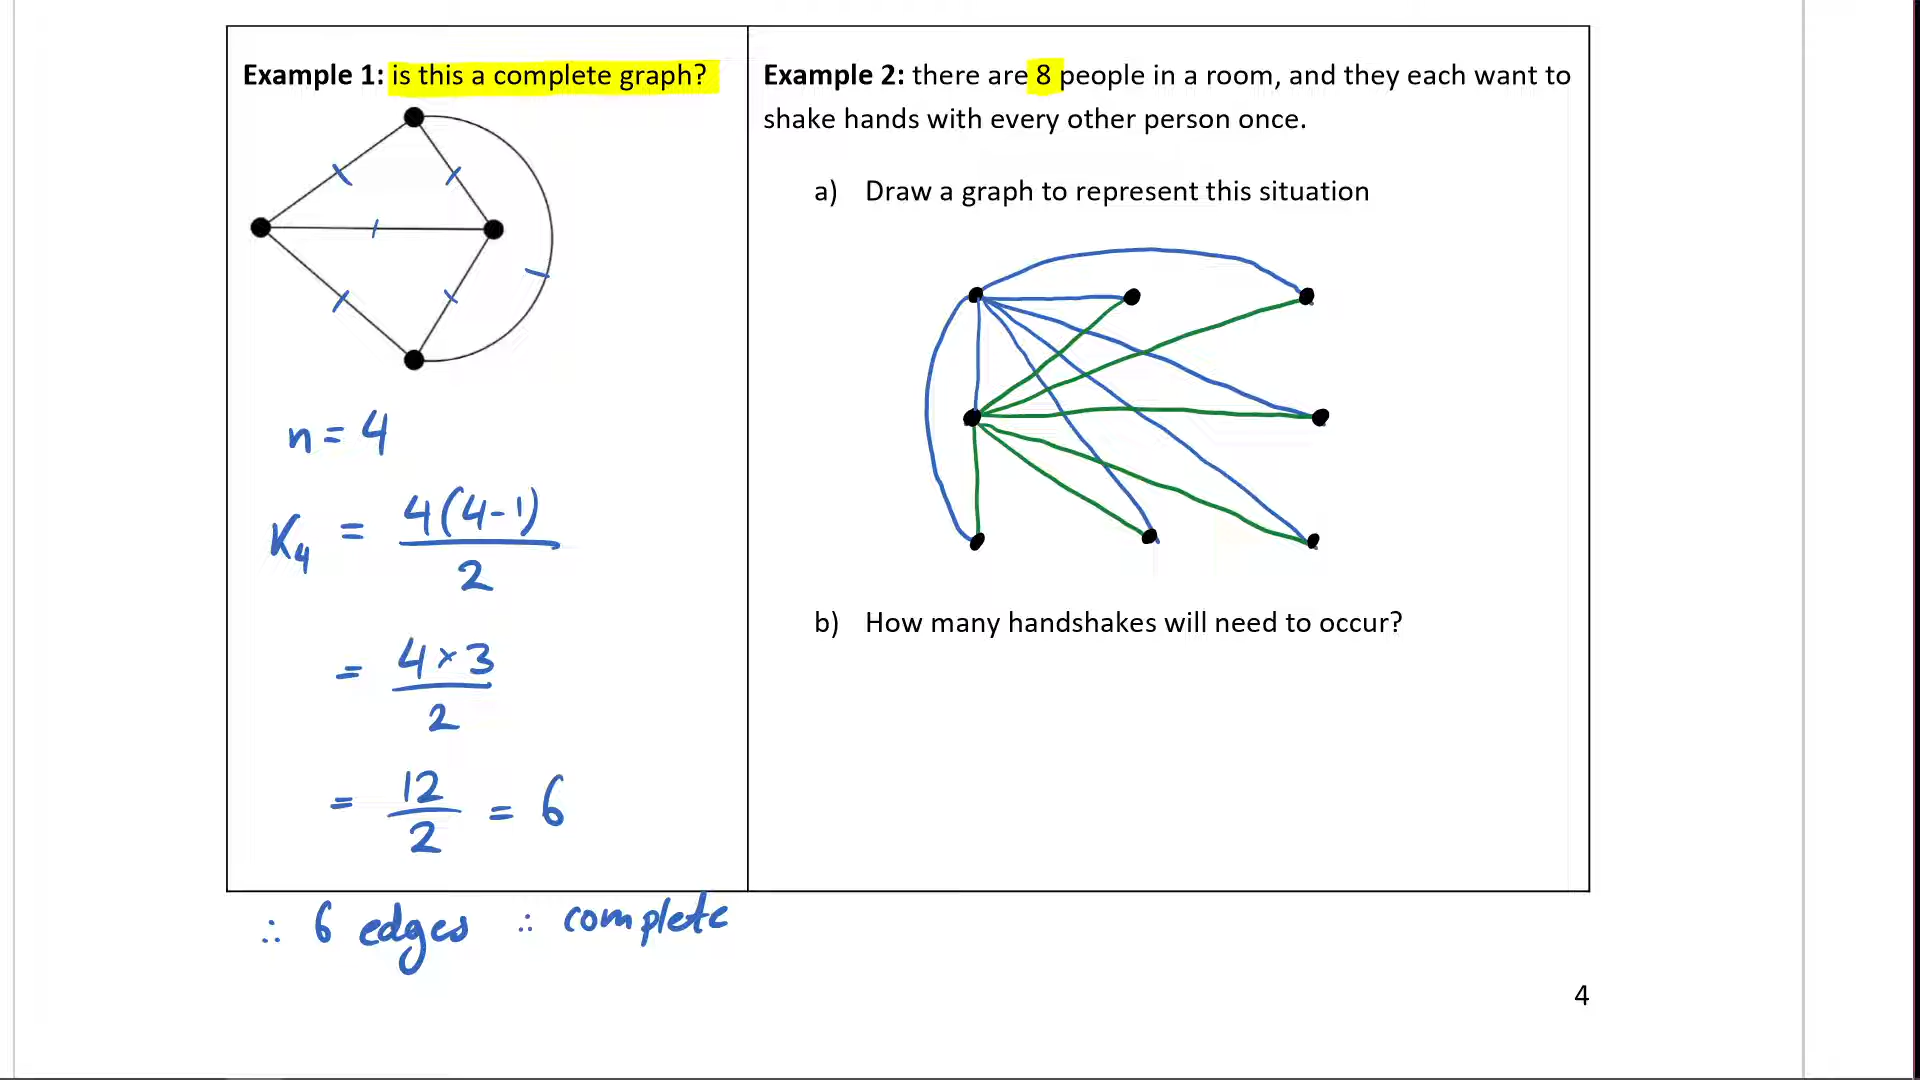 Example 1: is this a complete graph?
n = 4
K₄ = 4(4-1) / 2
= 4 × 3 / 2
= 12 / 2 = 6
∴ 6 edges ∴ complete
Example 2: there are 8 people in a room, and they each want to
shake hands with every other person once.
a) Draw a graph to represent this situation
b) How many handshakes will need to occur?
4